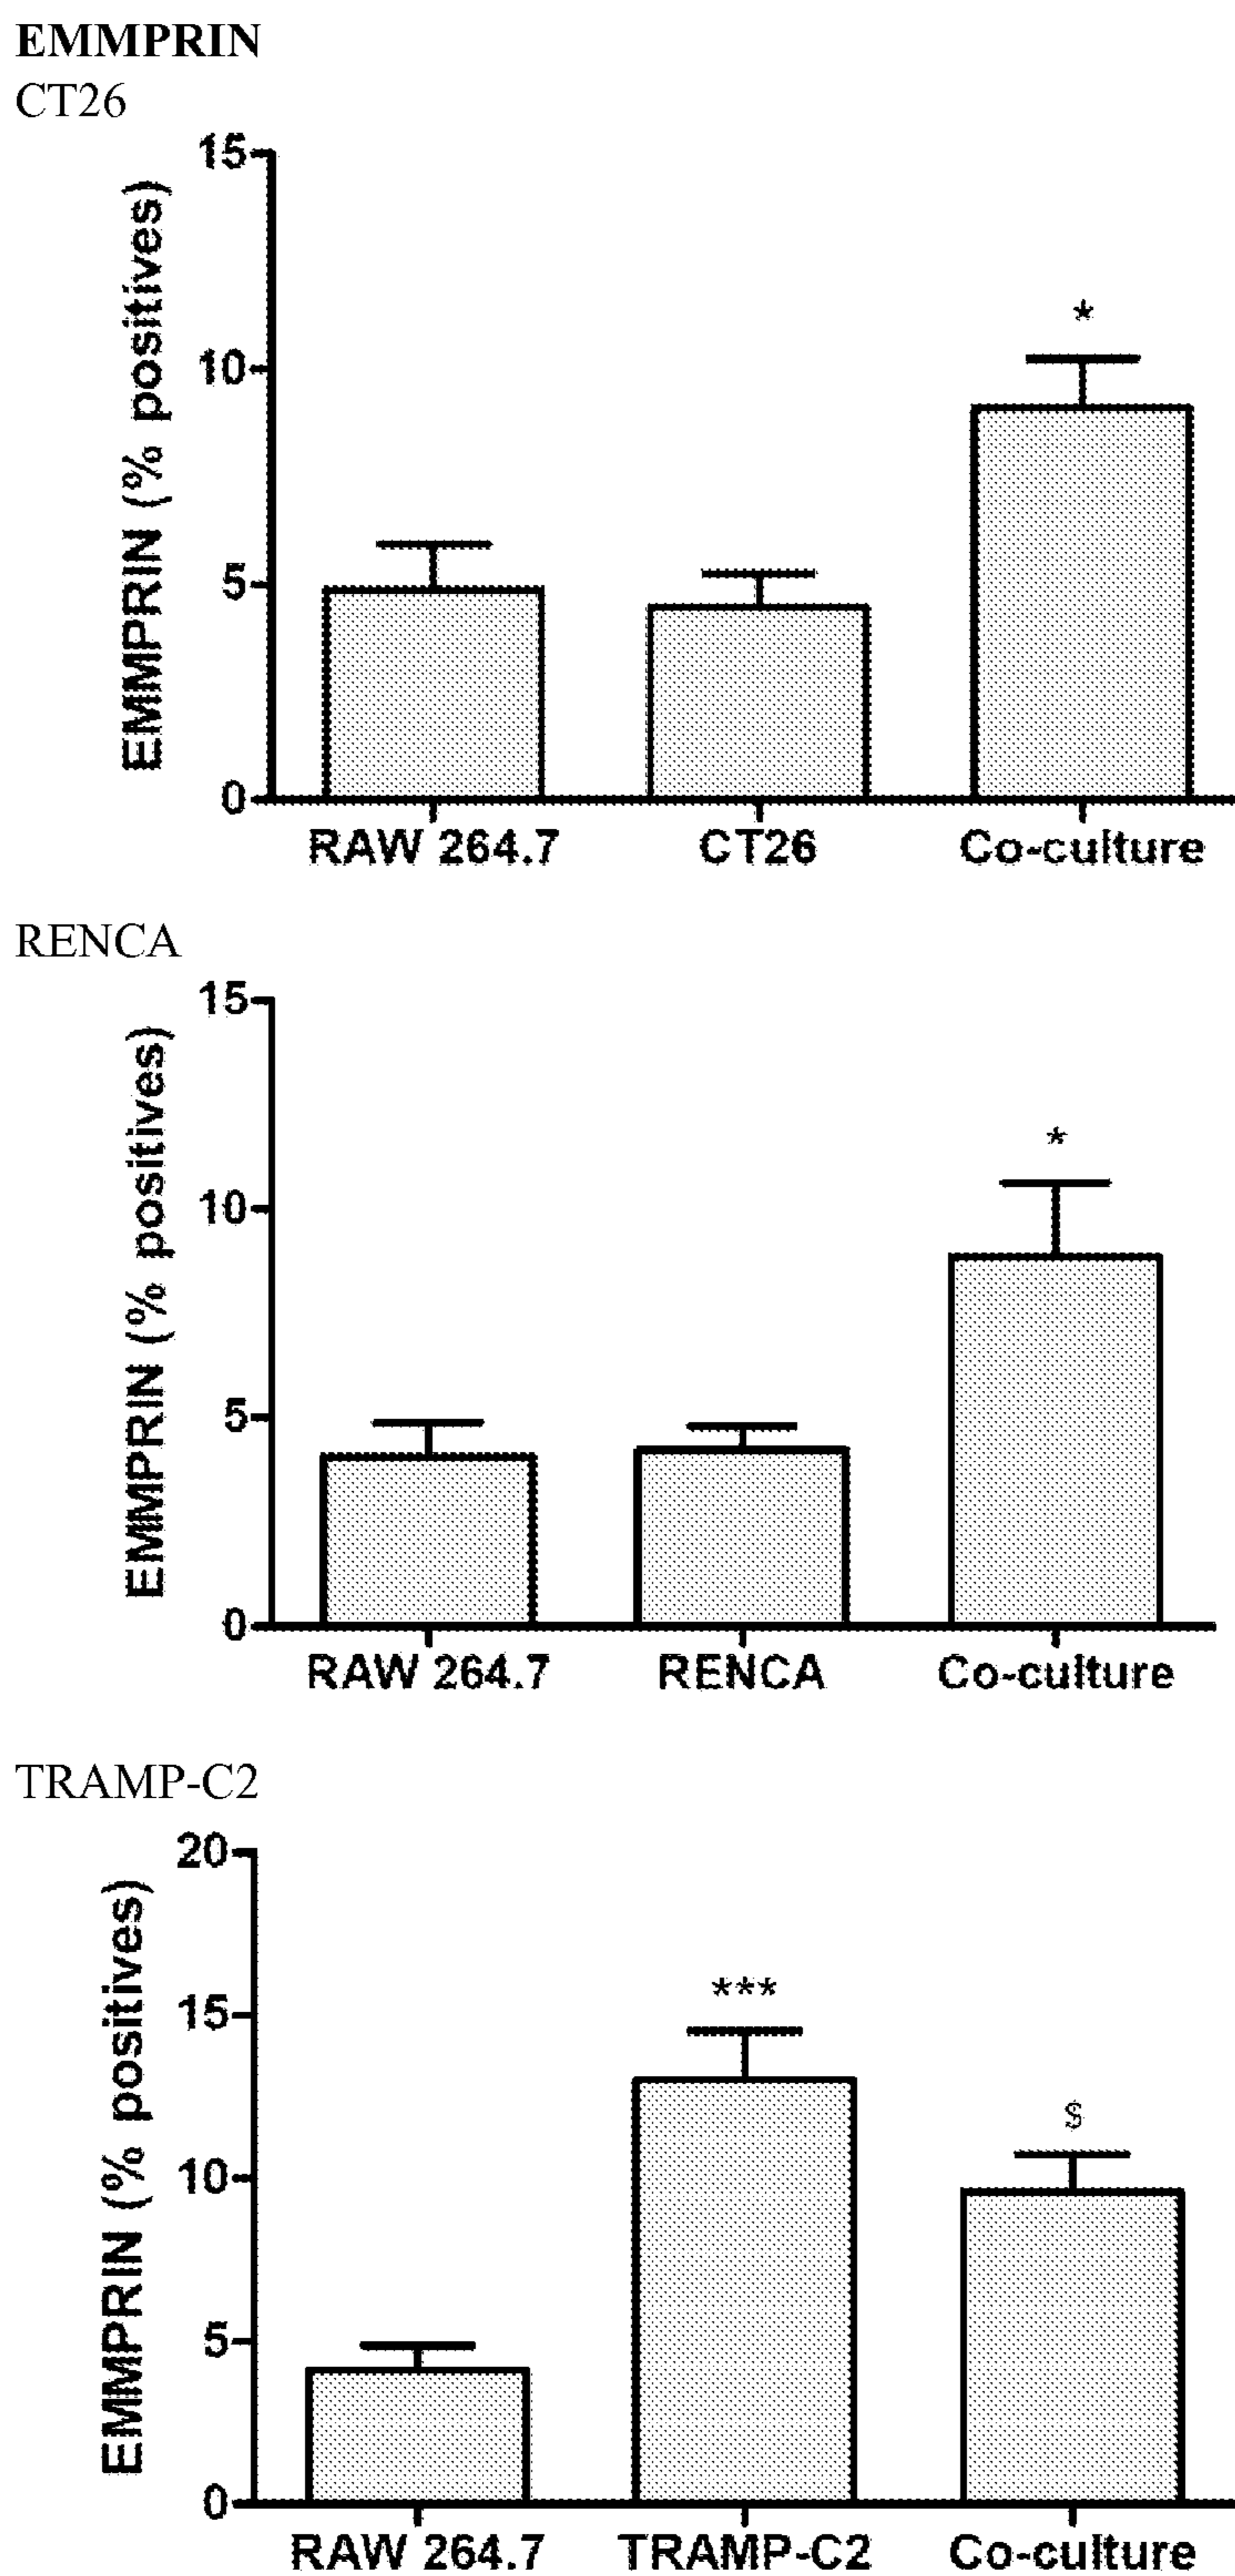 EMMPRIN
CT26
EMMPRIN (% positives)
15
10
5
0
*
RAW 264.7 CT26 Co-culture
RENCA
EMMPRIN (% positives)
15
10
5
0
*
RAW 264.7 RENCA Co-culture
TRAMP-C2
EMMPRIN (% positives)
20
15
10
5
0
***
$
RAW 264.7 TRAMP-C2 Co-culture